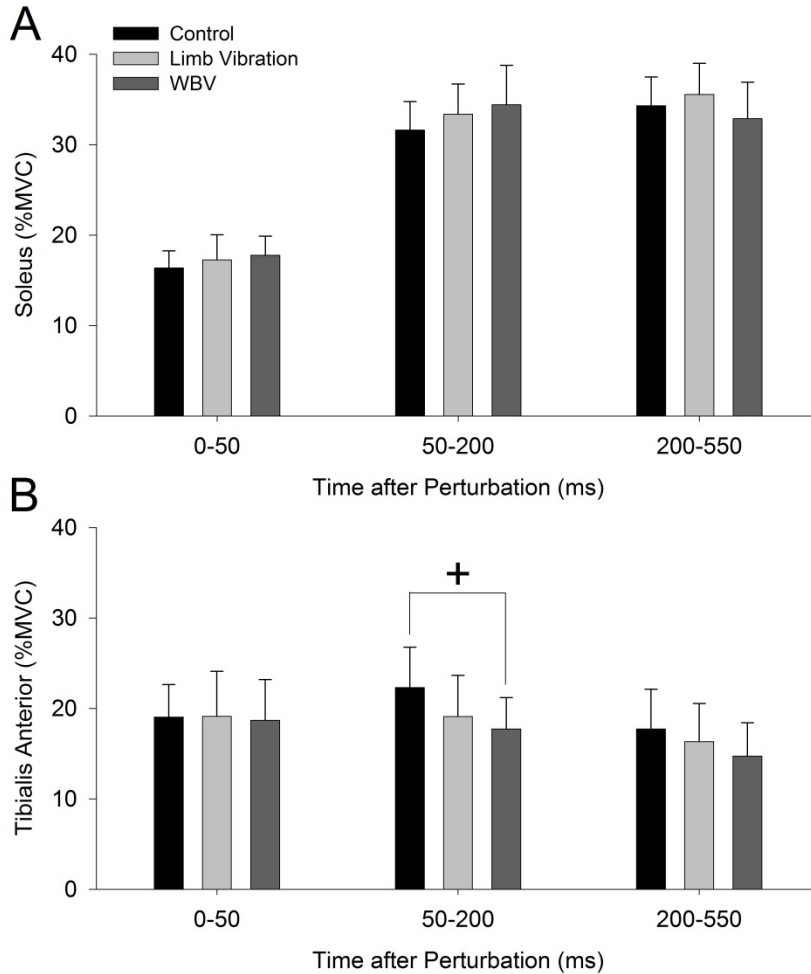 A
Control
Limb Vibration
WBV
40
30
20
10
0
Soleus (%MVC)
0-50 50-200 200-550
Time after Perturbation (ms)
B
40
30
20
10
0
Tibialis Anterior (%MVC)
+
0-50 50-200 200-550
Time after Perturbation (ms)